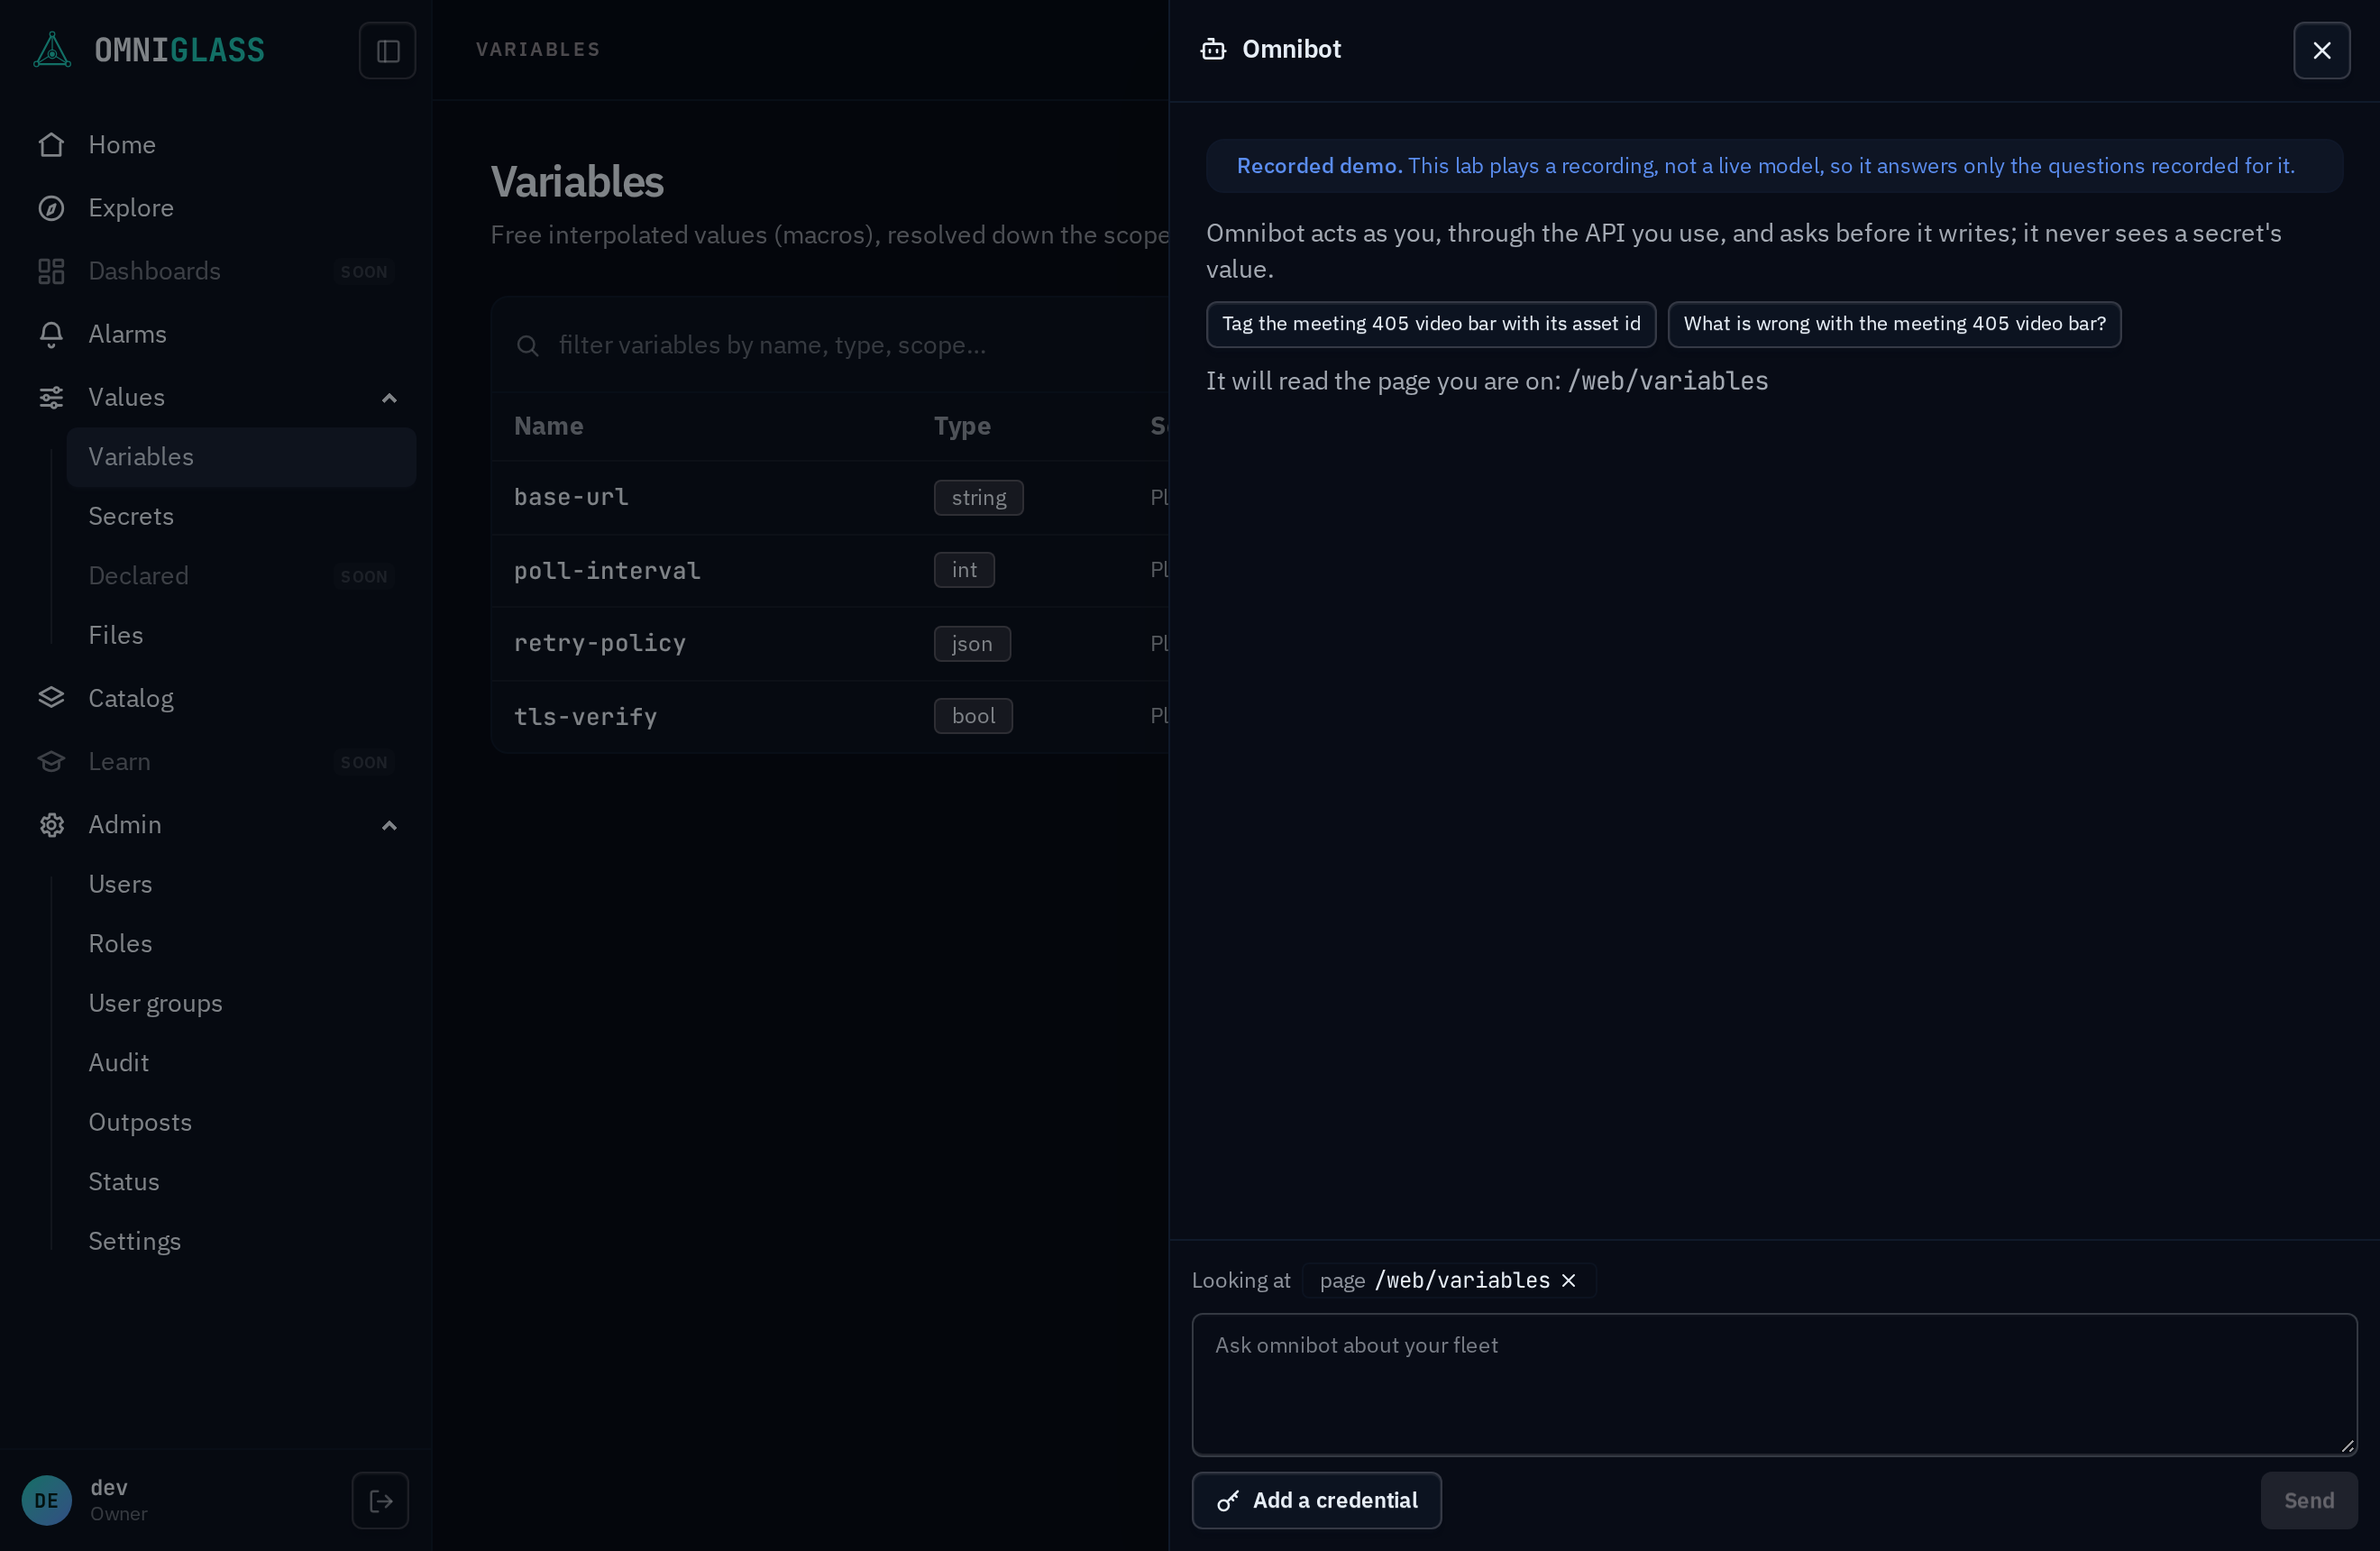 OMNIGLASS
Home
Explore
Dashboards SOON
Alarms
Values
Variables
Secrets
Declared SOON
Files
Catalog
Learn SOON
Admin
Users
Roles
User groups
Audit
Outposts
Status
Settings
DE
dev
Owner
VARIABLES
Variables
Free interpolated values (macros), resolved down the scope
filter variables by name, type, scope...
Name Type
base-url string Pl
poll-interval int Pl
retry-policy json Pl
tls-verify bool Pl
Omnibot
Recorded demo. This lab plays a recording, not a live model, so it answers only the questions recorded for it.
Omnibot acts as you, through the API you use, and asks before it writes; it never sees a secret's
value.
Tag the meeting 405 video bar with its asset id
What is wrong with the meeting 405 video bar?
It will read the page you are on: /web/variables
Looking at page /web/variables
Ask omnibot about your fleet
Add a credential
Send